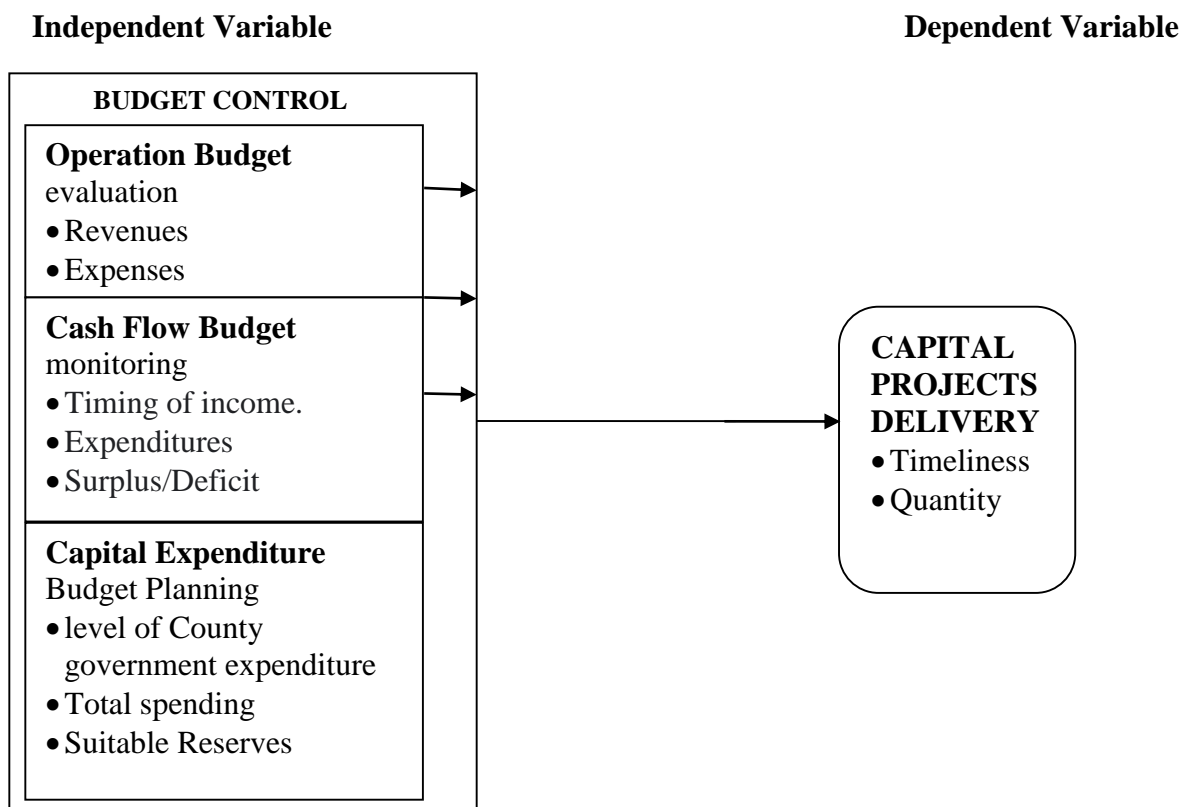 Independent Variable
Dependent Variable
BUDGET CONTROL
Operation Budget
evaluation
• Revenues
• Expenses
Cash Flow Budget
monitoring
• Timing of income.
• Expenditures
• Surplus/Deficit
Capital Expenditure
Budget Planning
• level of County
government expenditure
• Total spending
• Suitable Reserves
CAPITAL
PROJECTS
DELIVERY
• Timeliness
• Quantity